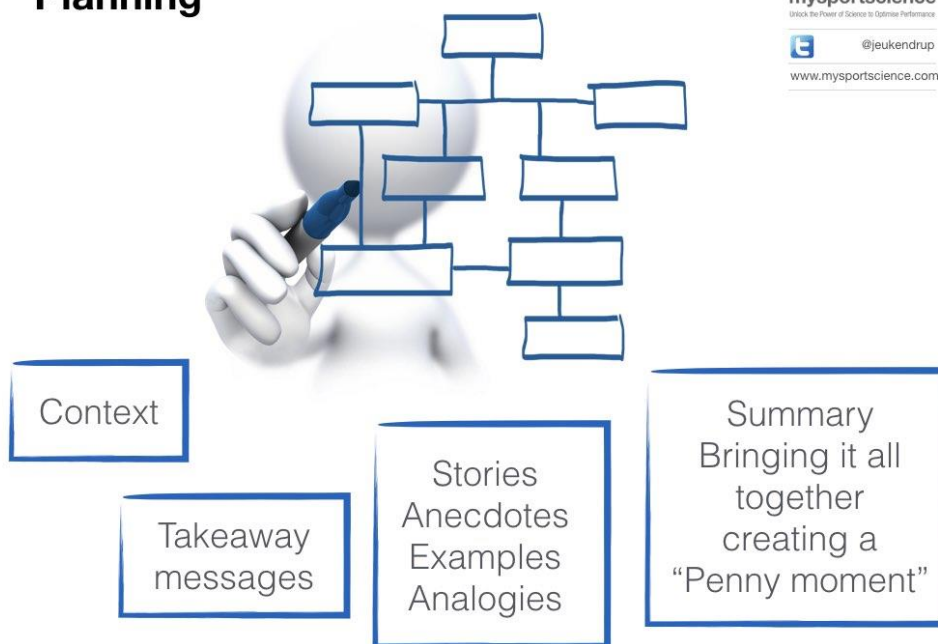 Planning
mysportscience
Unlock the Power of Science to Optimise Performance
@jeukendrup
www.mysportscience.com
Context
Takeaway
messages
Stories
Anecdotes
Examples
Analogies
Summary
Bringing it all
together
creating a
“Penny moment”